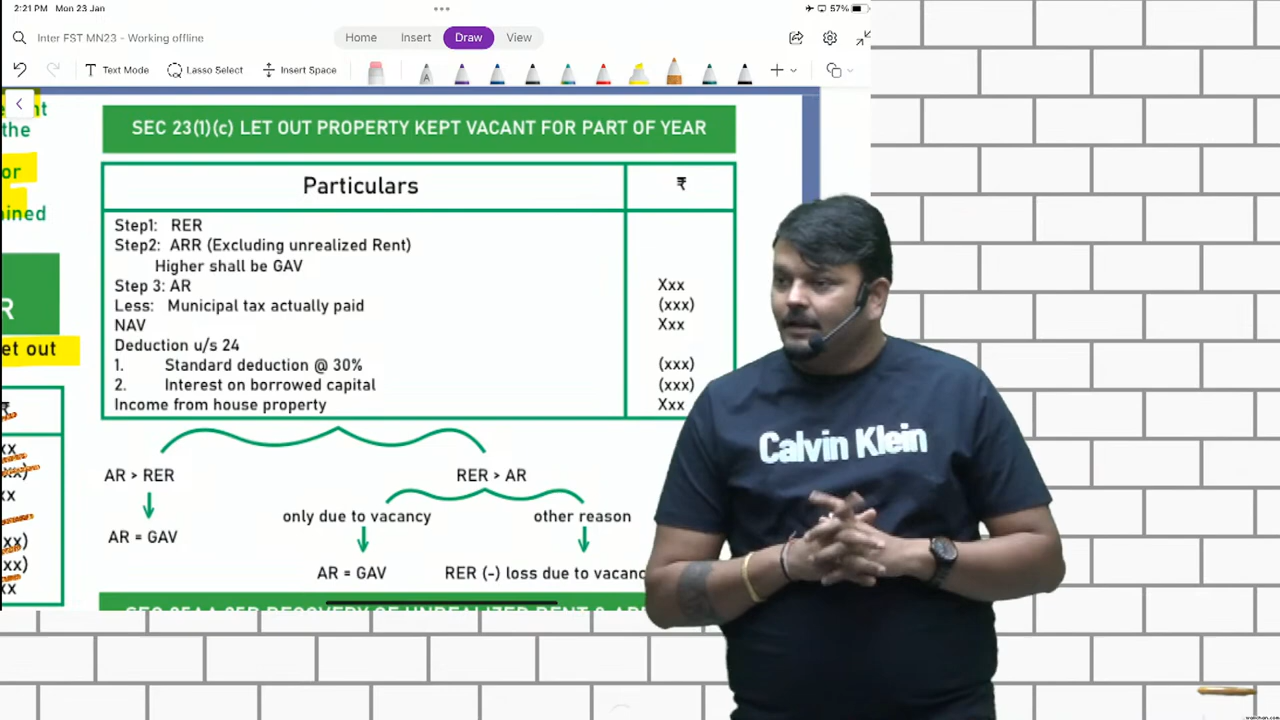 2:21 PM Mon 23 Jan
57%
Inter FST MN23 - Working offline
Home Insert Draw View
Text Mode Lasso Select Insert Space
the
or
ained
R
et out
SEC 23(1)(c) LET OUT PROPERTY KEPT VACANT FOR PART OF YEAR
Particulars ₹
Step1: RER
Step2: ARR (Excluding unrealized Rent)
Higher shall be GAV
Step 3: AR Xxx
Less: Municipal tax actually paid (xxx)
NAV Xxx
Deduction u/s 24
1. Standard deduction @ 30% (xxx)
2. Interest on borrowed capital (xxx)
Income from house property Xxx
AR > RER RER > AR
only due to vacancy other reason
AR = GAV
AR = GAV RER (-) loss due to vacanc
Calvin Klein